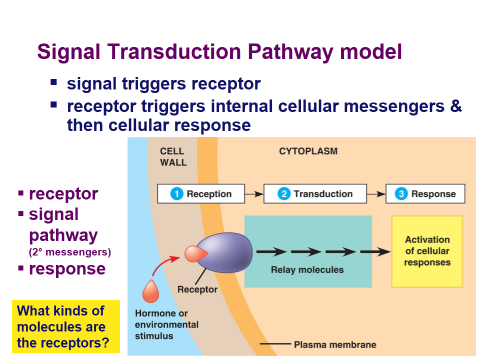 Signal Transduction Pathway model
▪ signal triggers receptor
▪ receptor triggers internal cellular messengers &
then cellular response
▪ receptor
▪ signal
pathway
(2° messengers)
▪ response
What kinds of
molecules are
the receptors?
CELL
WALL
CYTOPLASM
1 Reception
2 Transduction
3 Response
Receptor
Relay molecules
Activation
of cellular
responses
Hormone or
environmental
stimulus
Plasma membrane